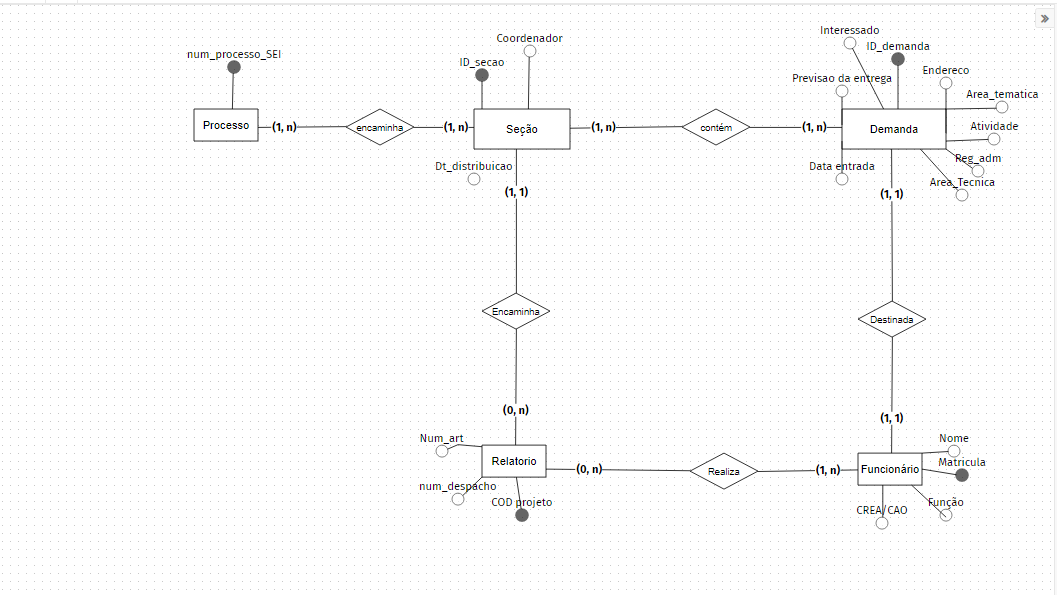 Interessado
Coordenador
ID_demanda
num_processo_SEI
ID_secao
Previsao da entrega
Endereco
Area_tematica
Processo
(1, n)
encaminha
(1, n)
Seção
(1, n)
contém
(1, n)
Demanda
Atividade
Dt_distribuicao
Data entrada
Reg_adm
Area_Tecnica
(1, 1)
(1, 1)
Encaminha
Destinada
(0, n)
(1, 1)
Num_art
Nome
Relatorio
(0, n)
Realiza
(1, n)
Funcionário
Matricula
num_despacho
COD projeto
CREA/CAO
Função